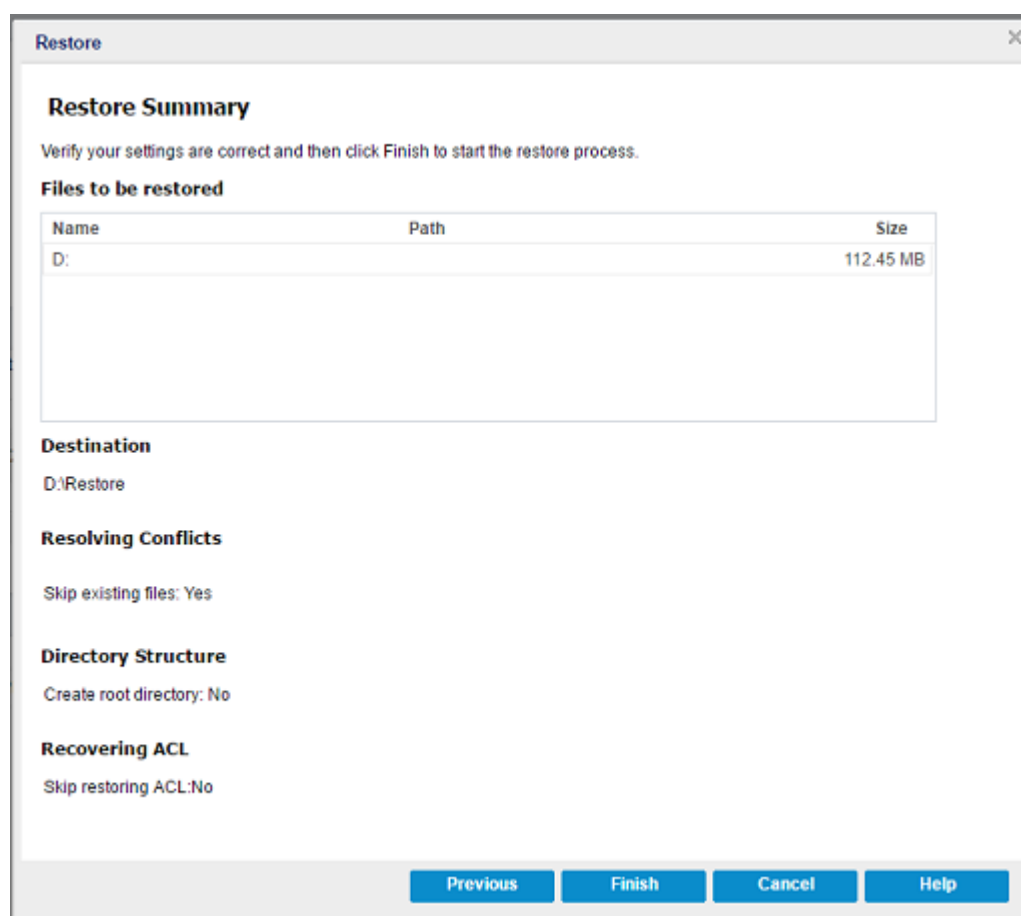 Restore
Restore Summary
Verify your settings are correct and then click Finish to start the restore process.
Files to be restored
Name Path Size
D: 112.45 MB
Destination
D:\Restore
Resolving Conflicts
Skip existing files: Yes
Directory Structure
Create root directory: No
Recovering ACL
Skip restoring ACL:No
Previous Finish Cancel Help